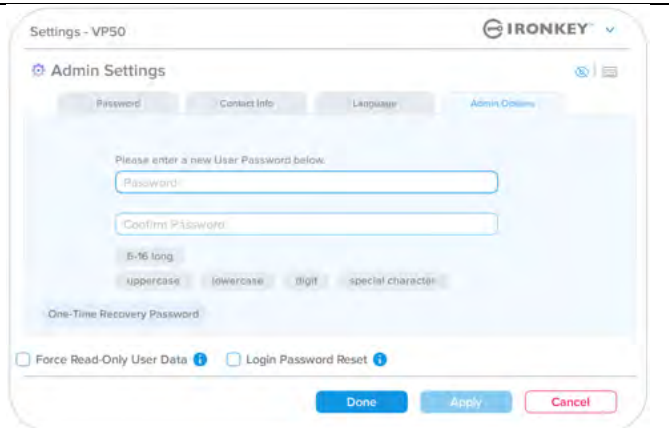 Settings - VP50
IRONKEY
Admin Settings
Password Contact Info Language Admin Options
Please enter a new User Password below.
Password
Confirm Password
6-16 long
uppercase lowercase digit special character
One-Time Recovery Password
Force Read-Only User Data Login Password Reset
Done Apply Cancel